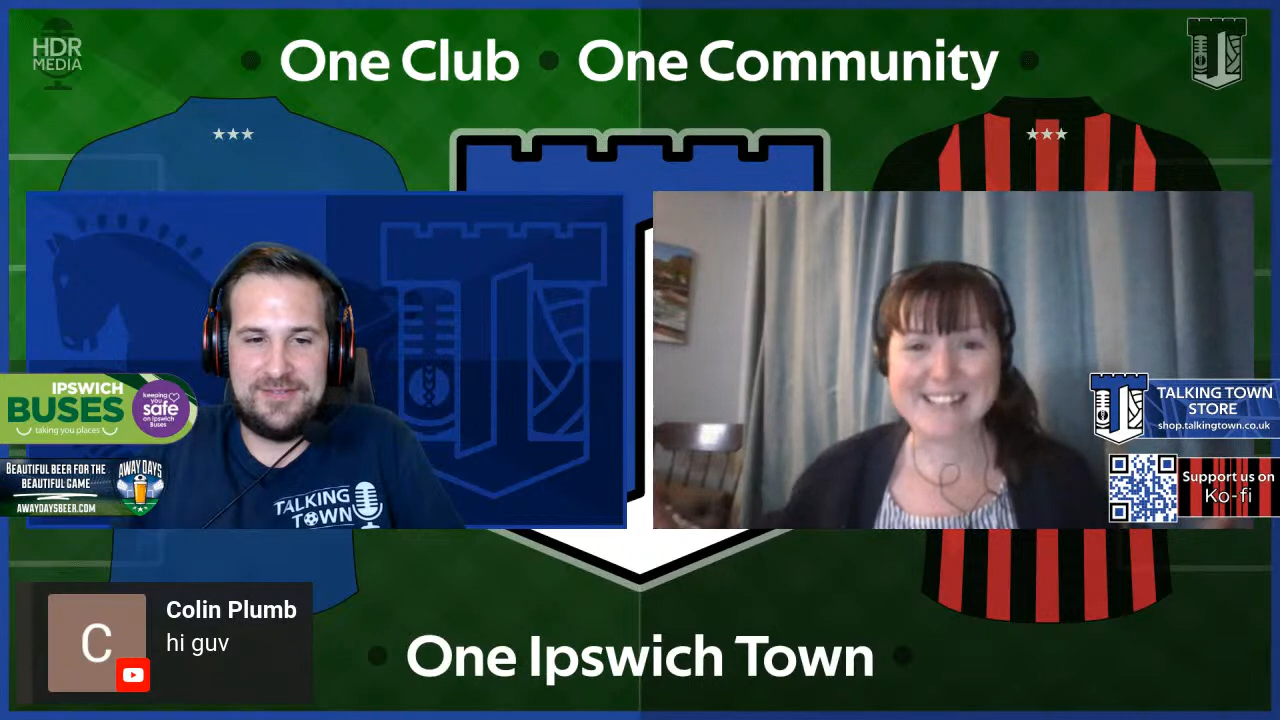 HDR
MEDIA
One Club • One Community
IPSWICH
BUSES
taking you places
keeping
you
safe
on Ipswich
Buses
BEAUTIFUL BEER FOR THE
BEAUTIFUL GAME
AWAYDAYSBEER.COM
AWAY DAYS
TALKING
TOWN
TALKING TOWN
STORE
shop.talkingtown.co.uk
Support us on
Ko-fi
C
Colin Plumb
hi guv
One Ipswich Town